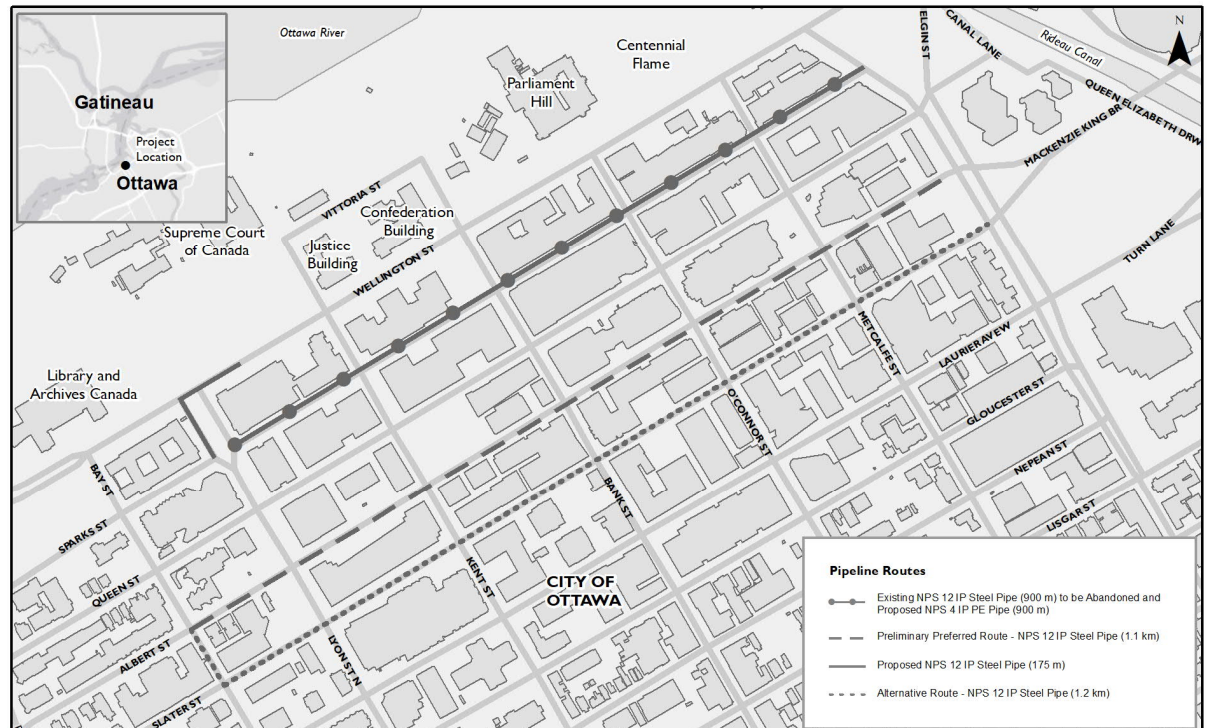 Gatineau
Project
Location
Ottawa
Ottawa River
Centennial
Flame
Parliament
Hill
ELGIN ST
CANAL LANE
Rideau Canal
N
QUEEN ELIZABETH DRW
MACKENZIE KING BR
TURN LANE
Supreme Court
of Canada
VITTORIA ST
Confederation
Building
Justice
Building
WELLINGTON ST
Library and
Archives Canada
METCALFE ST
LAURIER AV EW
GLOUCESTER ST
NEPEAN ST
LISGAR ST
O'CONNOR ST
BANK ST
BAY ST
SPARKS ST
QUEEN ST
KENT ST
CITY OF
OTTAWA
ALBERT ST
LYON ST N
SLATER ST
Pipeline Routes
Existing NPS 12 IP Steel Pipe (900 m) to be Abandoned and
Proposed NPS 4 IP PE Pipe (900 m)
Preliminary Preferred Route - NPS 12 IP Steel Pipe (1.1 km)
Proposed NPS 12 IP Steel Pipe (175 m)
Alternative Route - NPS 12 IP Steel Pipe (1.2 km)